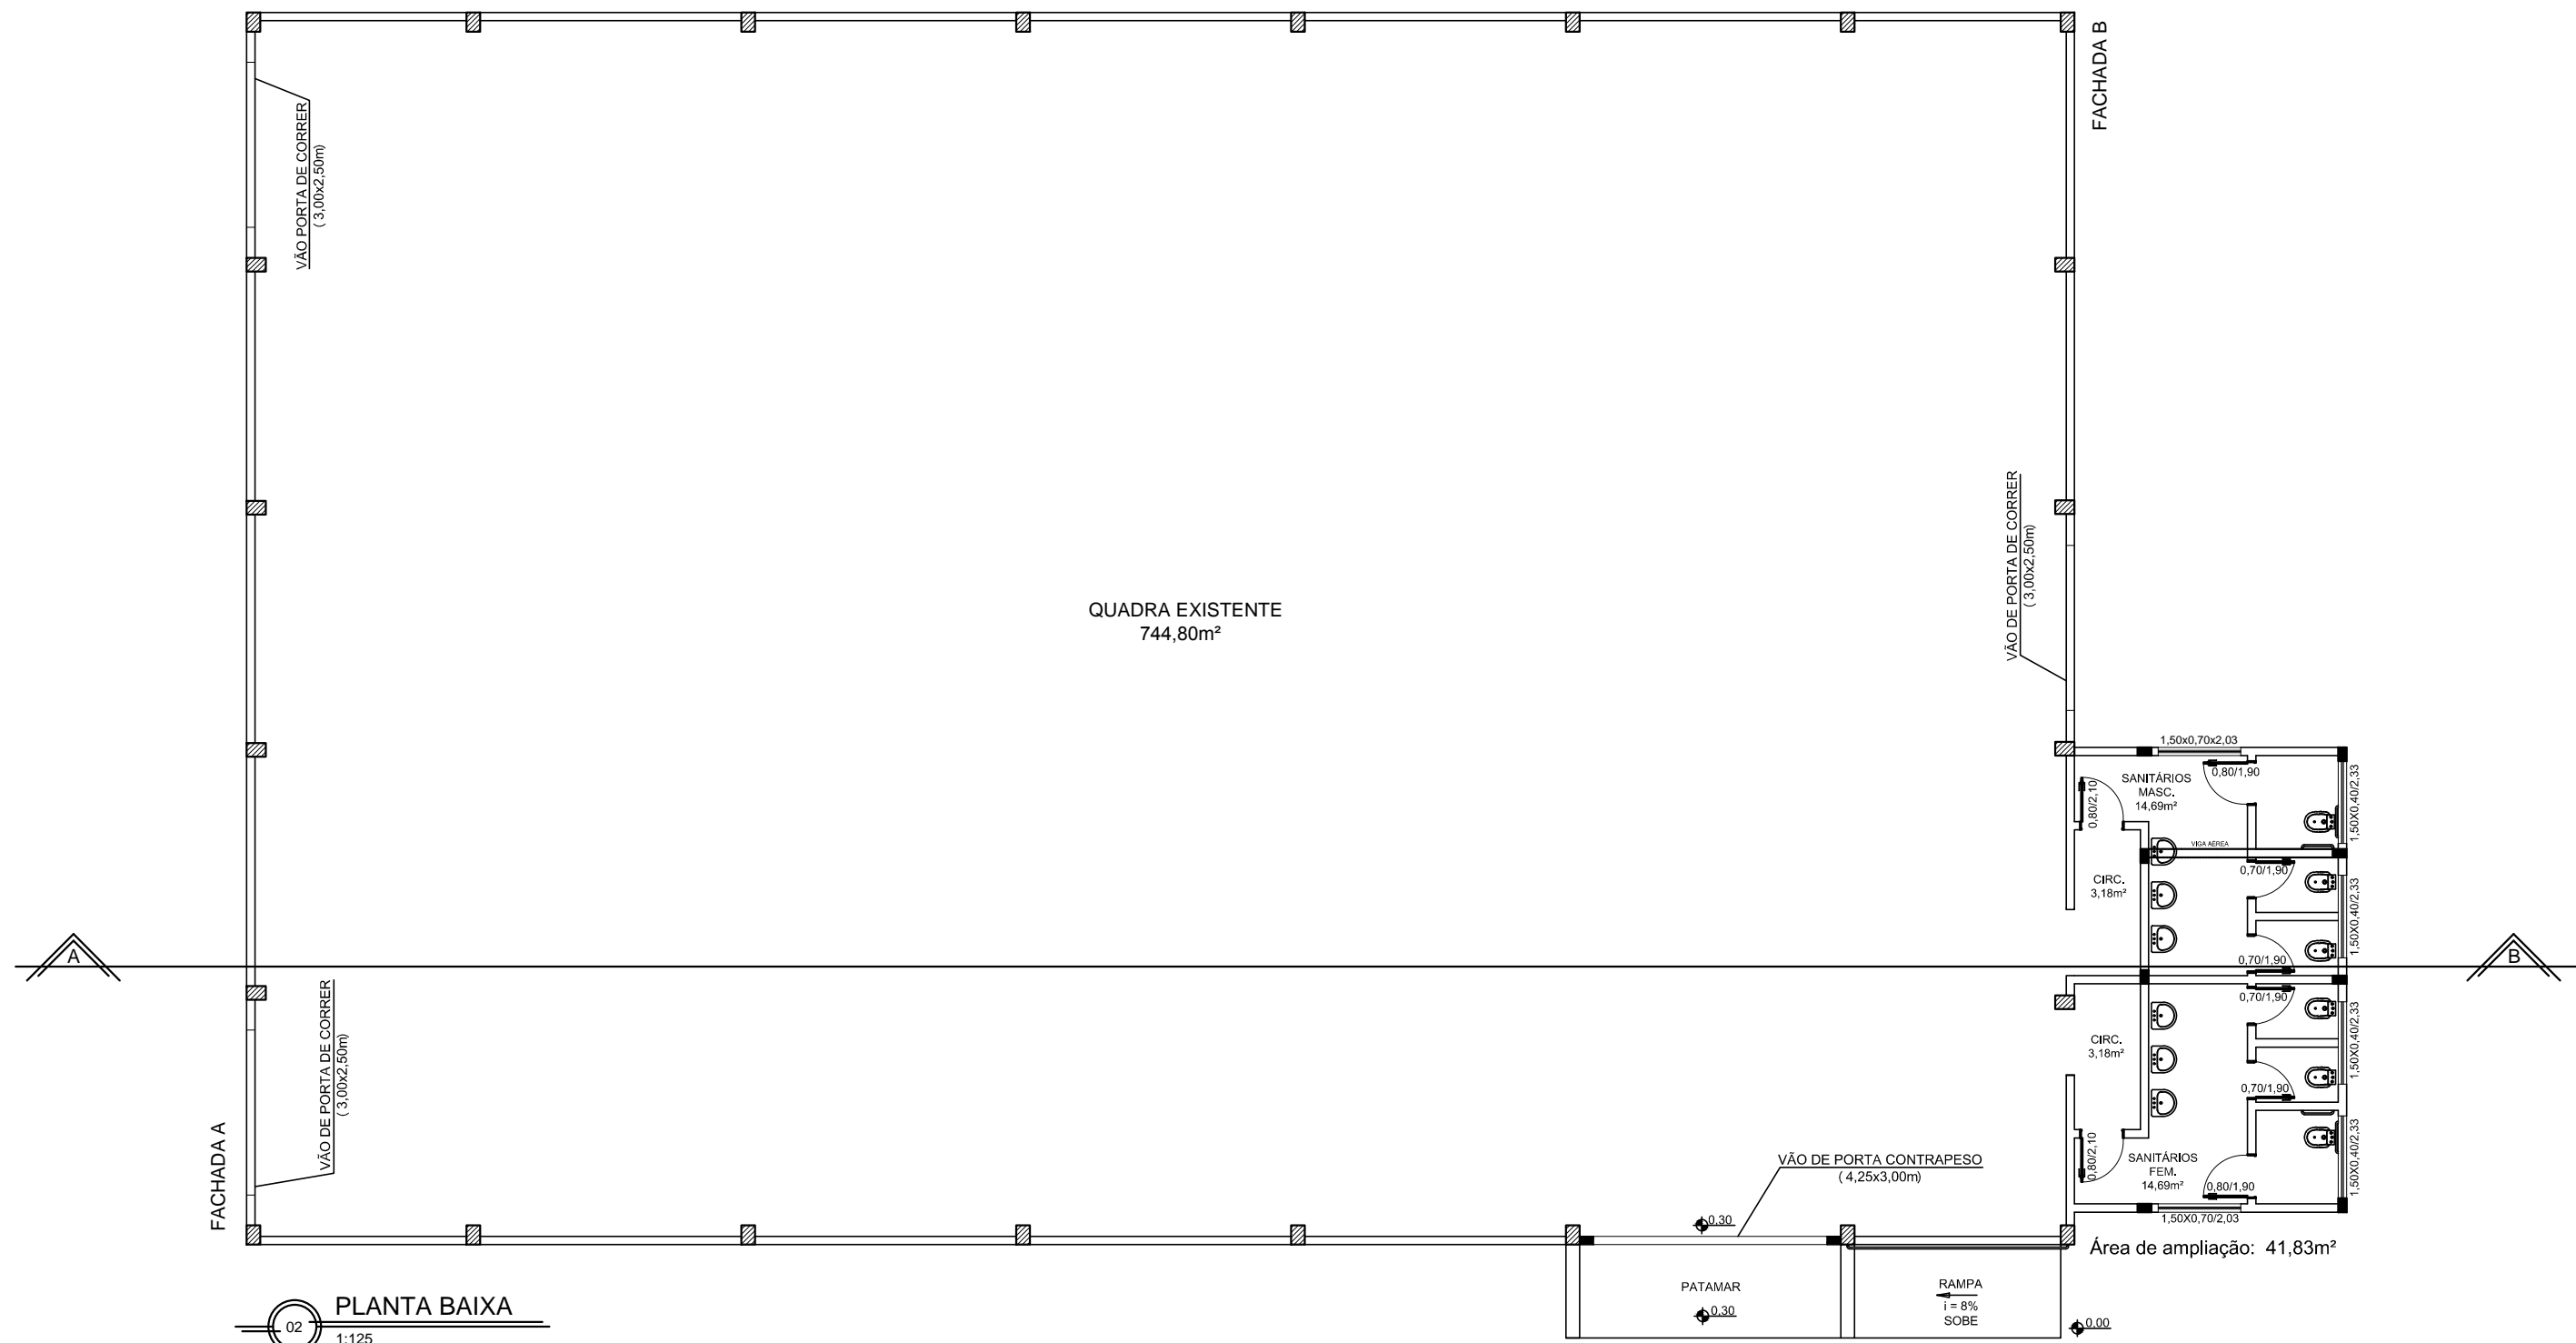 FACHADA B
VÃO PORTA DE CORRER
( 3,00x2,50m)
VÃO DE PORTA DE CORRER
( 3,00x2,50m)
QUADRA EXISTENTE
744,80m²
1,50x0,70x2,03
SANITÁRIOS
MASC.
14,69m²
0,80/1,90
0,80/2,10
1,50X0,40/2,33
VIGA AÉREA
0,70/1,90
CIRC.
3,18m²
1,50X0,40/2,33
0,70/1,90
A
B
0,70/1,90
VÃO DE PORTA DE CORRER
( 3,00x2,50m)
CIRC.
3,18m²
1,50X0,40/2,33
0,70/1,90
FACHADA A
0,80/2,10
SANITÁRIOS
FEM.
14,69m²
0,80/1,90
1,50X0,40/2,33
1,50X0,70/2,03
VÃO DE PORTA CONTRAPESO
( 4,25x3,00m)
0,30
Área de ampliação: 41,83m²
PATAMAR
0,30
RAMPA
i = 8%
SOBE
0,00
02
PLANTA BAIXA
1:125